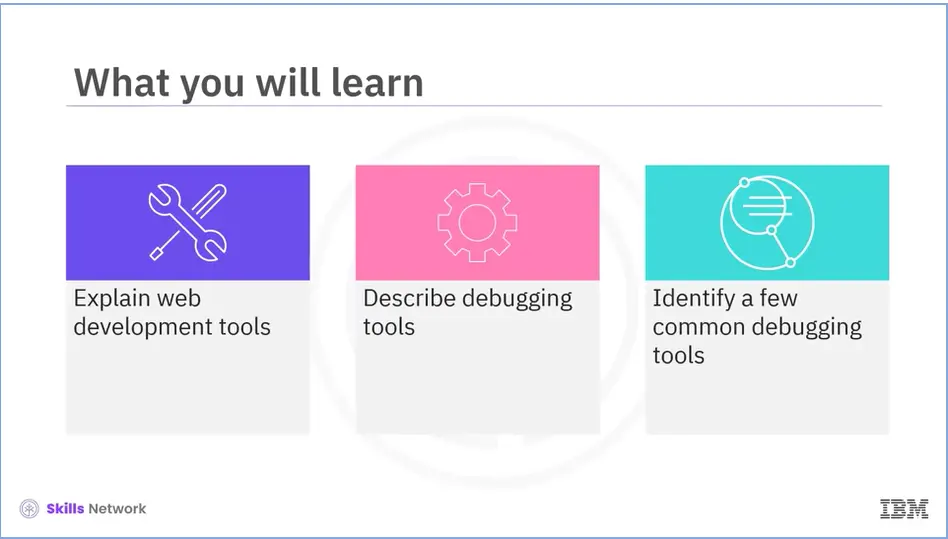 What you will learn
Explain web
development tools
Describe debugging
tools
Identify a few
common debugging
tools
Skills Network
IBM